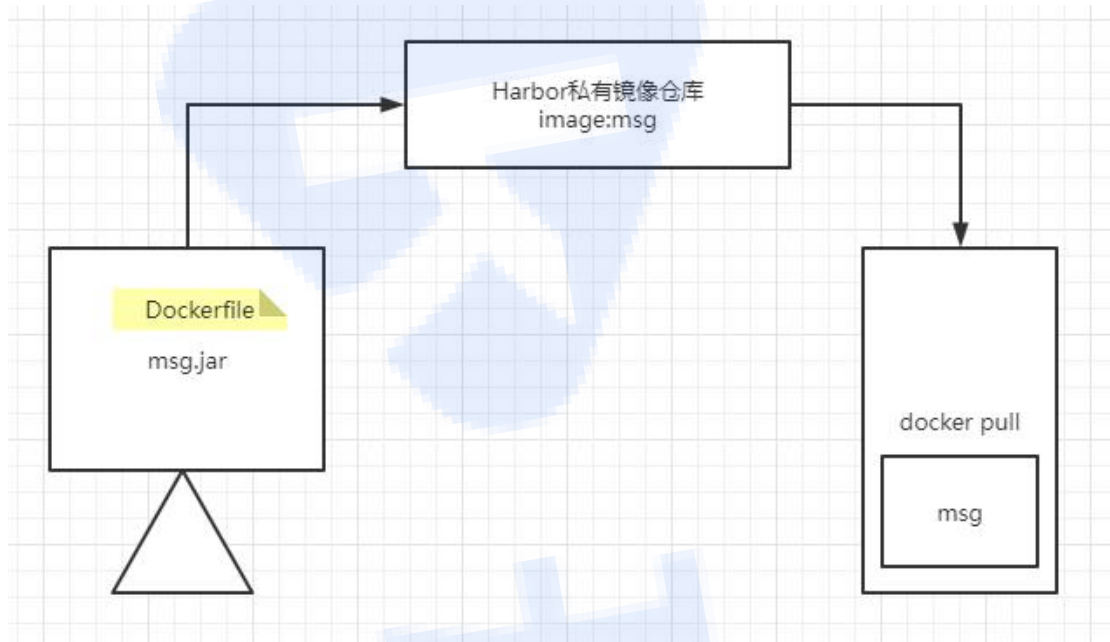 Harbor私有镜像仓库
image:msg
Dockerfile
msg.jar
docker pull
msg